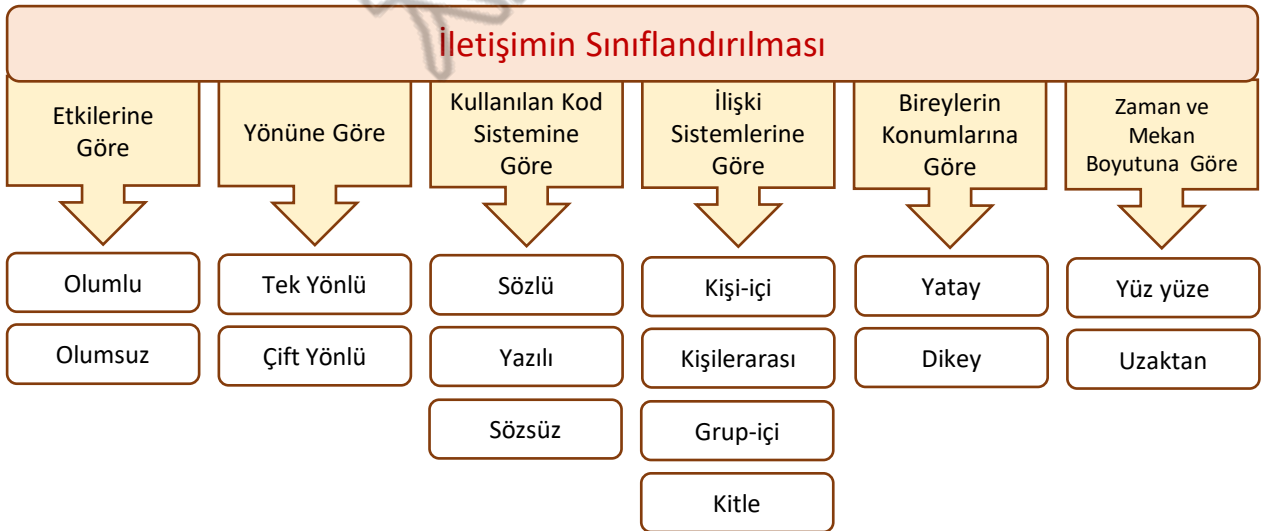 İletişimin Sınıflandırılması
Etkilerine
Göre
Yönüne Göre
Kullanılan Kod
Sistemine
Göre
İlişki
Sistemlerine
Göre
Bireylerin
Konumlarına
Göre
Zaman ve
Mekan
Boyutuna Göre
Olumlu
Olumsuz
Tek Yönlü
Çift Yönlü
Sözlü
Yazılı
Sözsüz
Kişi-içi
Kişilerarası
Grup-içi
Kitle
Yatay
Dikey
Yüz yüze
Uzaktan